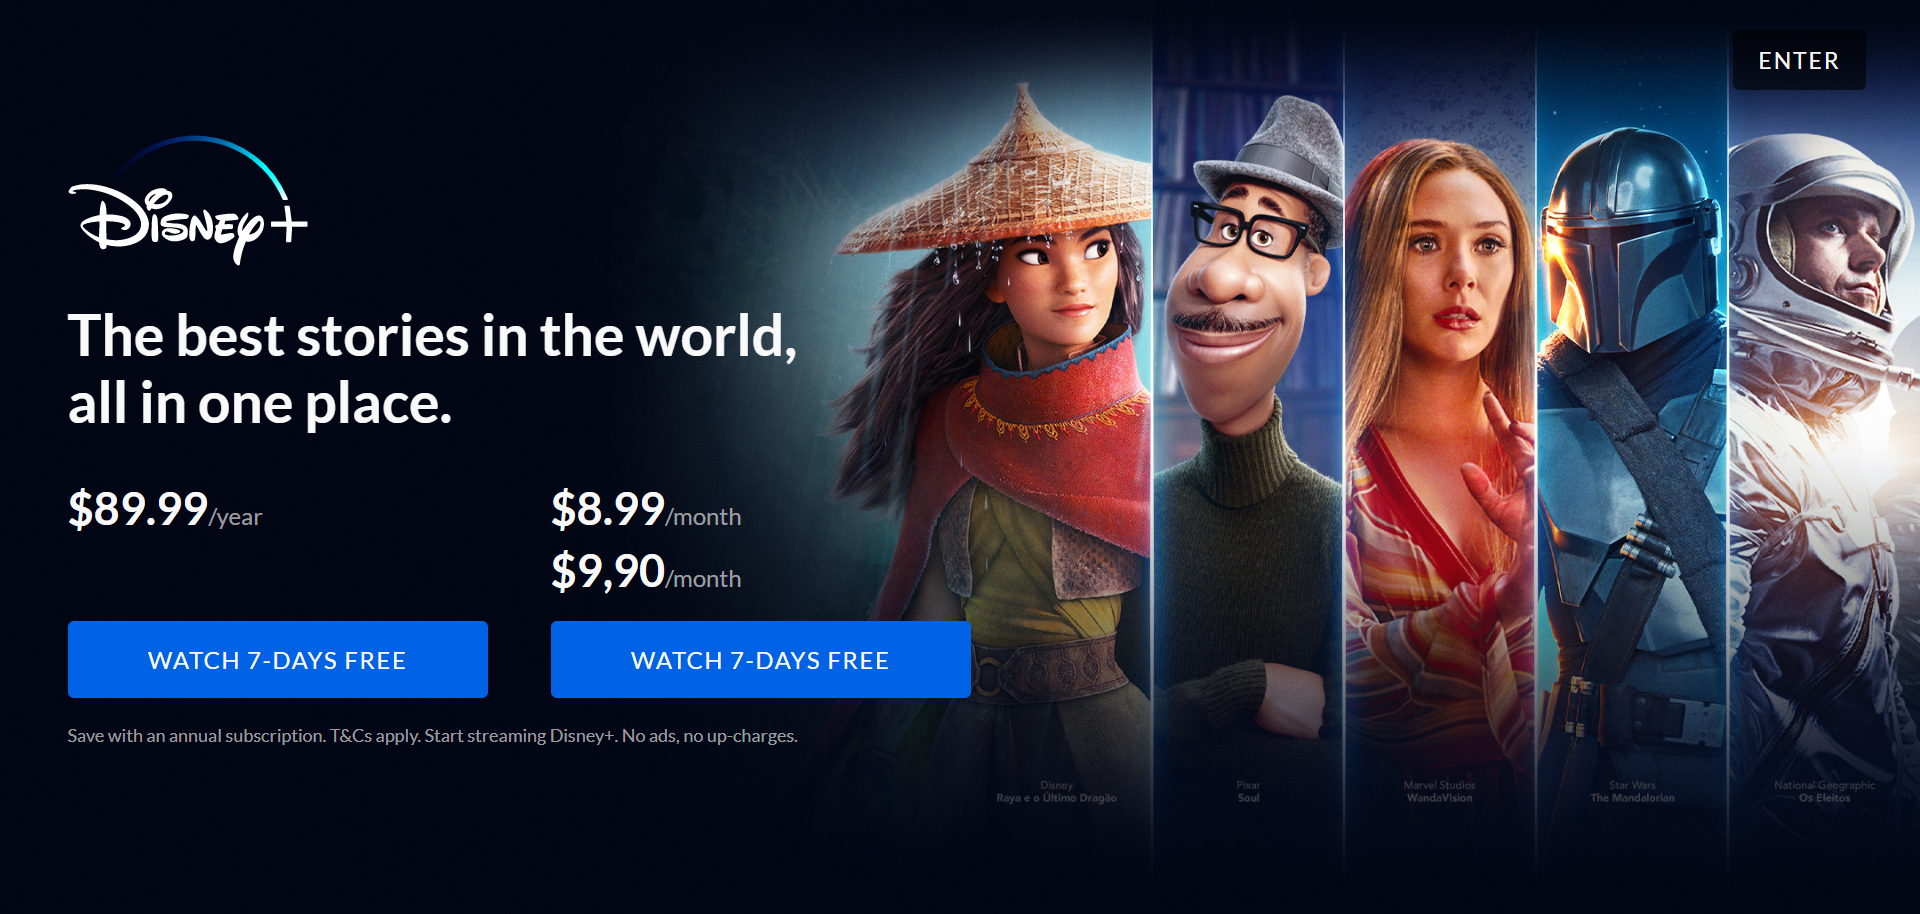 ENTER
Disney+
The best stories in the world,
all in one place.
$89.99/year
$8.99/month
$9,90/month
WATCH 7-DAYS FREE
WATCH 7-DAYS FREE
Save with an annual subscription. T&Cs apply. Start streaming Disney+. No ads, no up-charges.
Disney
Raya e o Último Dragão
Pixar
Soul
Marvel Studios
WandaVision
Star Wars
The Mandalorian
National Geographic
Os Eleitos